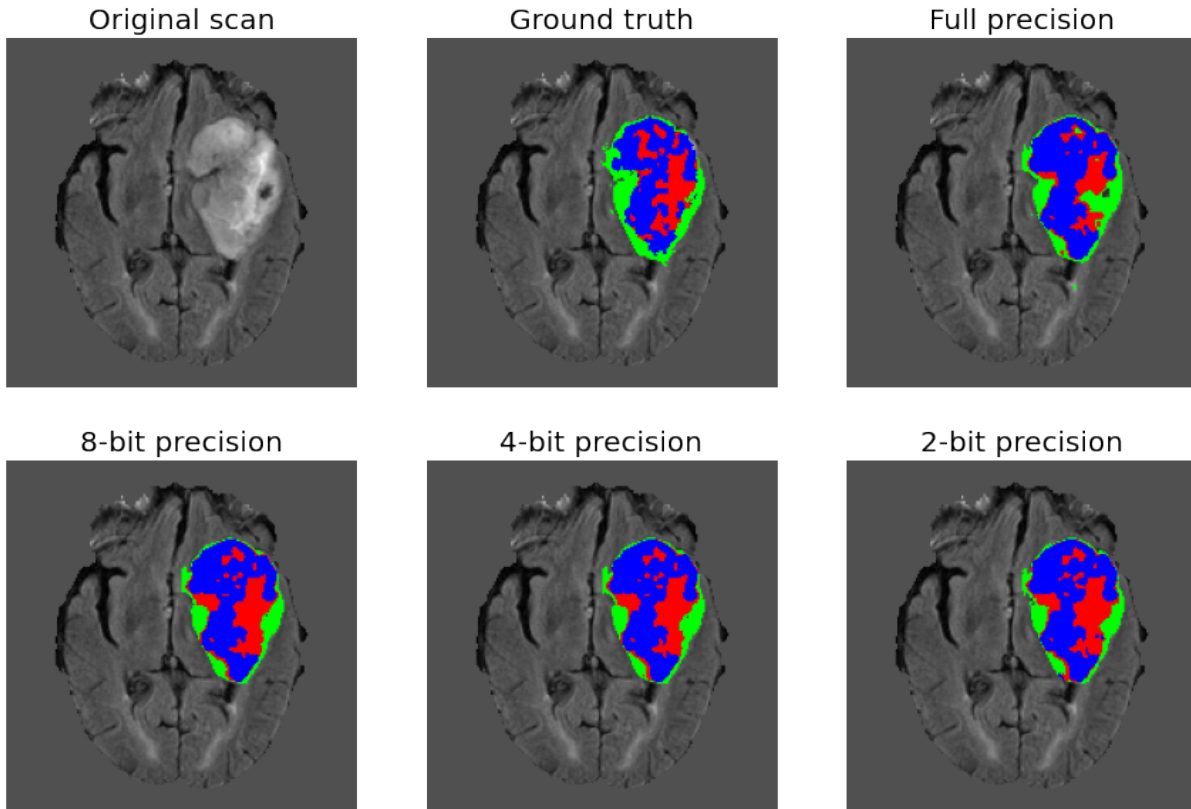 Original scan
Ground truth
Full precision
8-bit precision
4-bit precision
2-bit precision